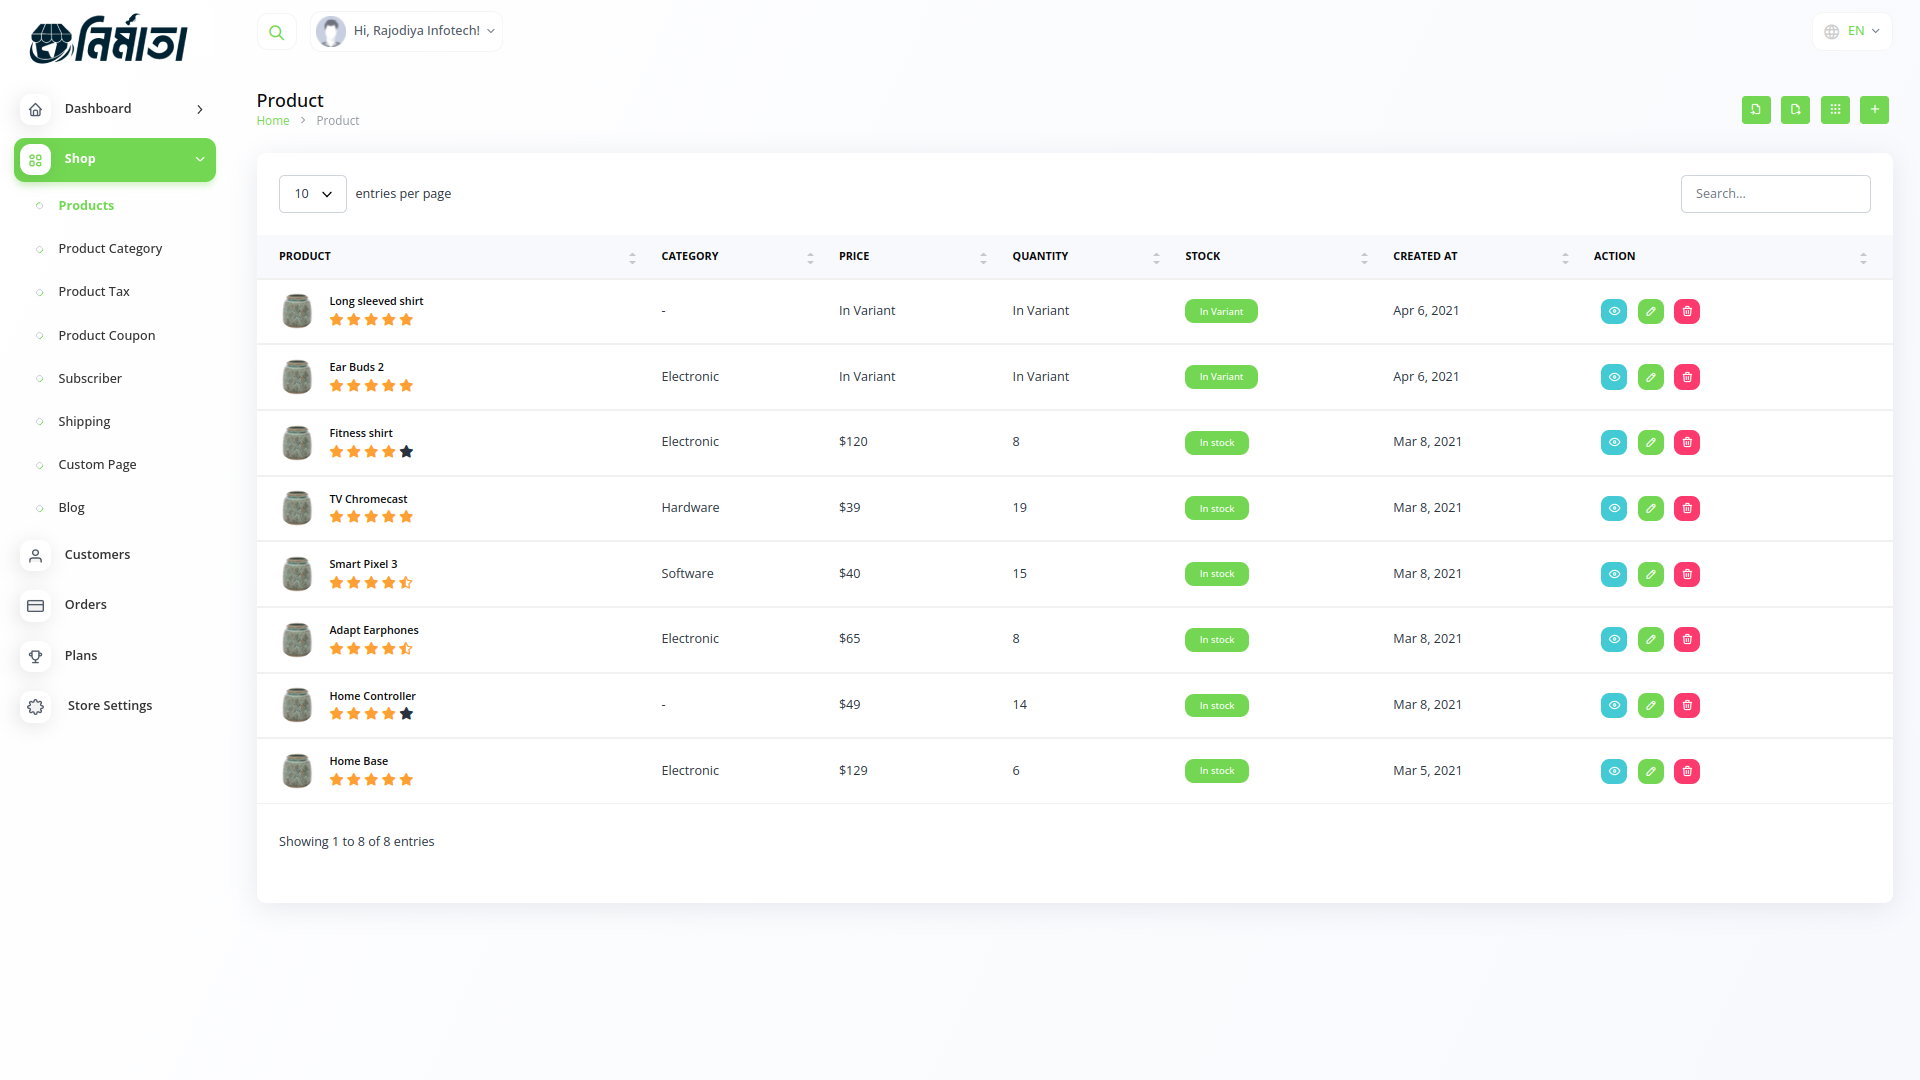 নির্মাতা
Hi, Rajodiya Infotech!
EN
Dashboard
Shop
Products
Product Category
Product Tax
Product Coupon
Subscriber
Shipping
Custom Page
Blog
Customers
Orders
Plans
Store Settings
Product
Home > Product
10 entries per page
Search...
PRODUCT CATEGORY PRICE QUANTITY STOCK CREATED AT ACTION
Long sleeved shirt - In Variant In Variant In Variant Apr 6, 2021
Ear Buds 2 Electronic In Variant In Variant In Variant Apr 6, 2021
Fitness shirt Electronic $120 8 In stock Mar 8, 2021
TV Chromecast Hardware $39 19 In stock Mar 8, 2021
Smart Pixel 3 Software $40 15 In stock Mar 8, 2021
Adapt Earphones Electronic $65 8 In stock Mar 8, 2021
Home Controller - $49 14 In stock Mar 8, 2021
Home Base Electronic $129 6 In stock Mar 5, 2021
Showing 1 to 8 of 8 entries